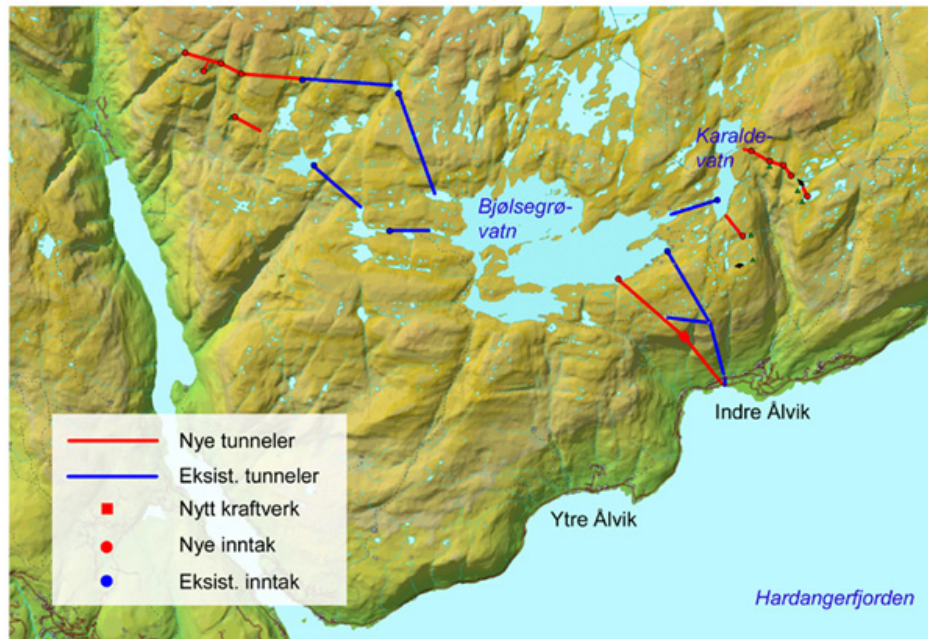 Karalde-
vatn
Bjølsegrø-
vatn
Indre Ålvik
Ytre Ålvik
Hardangerfjorden
Nye tunneler
Eksist. tunneler
Nytt kraftverk
Nye inntak
Eksist. inntak